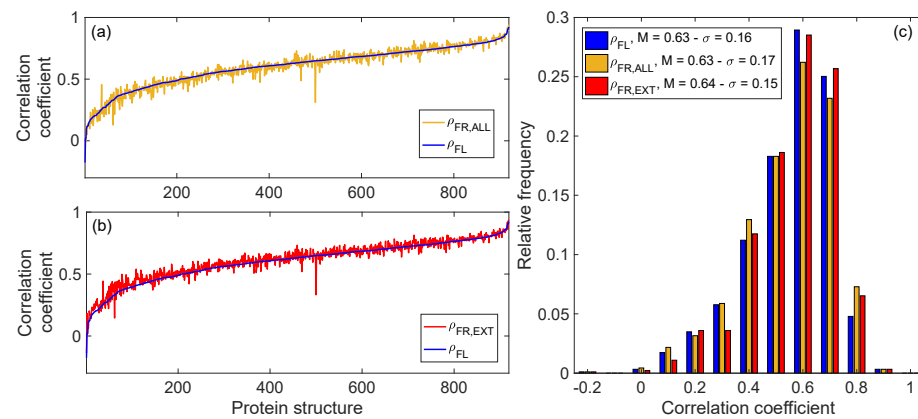 (a)
Correlation
coefficient
1
0.5
0
200
400
600
800
ρFR,ALL
ρFL
(b)
Correlation
coefficient
1
0.5
0
200
400
600
800
Protein structure
ρFR,EXT
ρFL
(c)
ρFL, M = 0.63 - σ = 0.16
ρFR,ALL, M = 0.63 - σ = 0.17
ρFR,EXT, M = 0.64 - σ = 0.15
Relative frequency
0.3
0.25
0.2
0.15
0.1
0.05
0
-0.2
0
0.2
0.4
0.6
0.8
1
Correlation coefficient